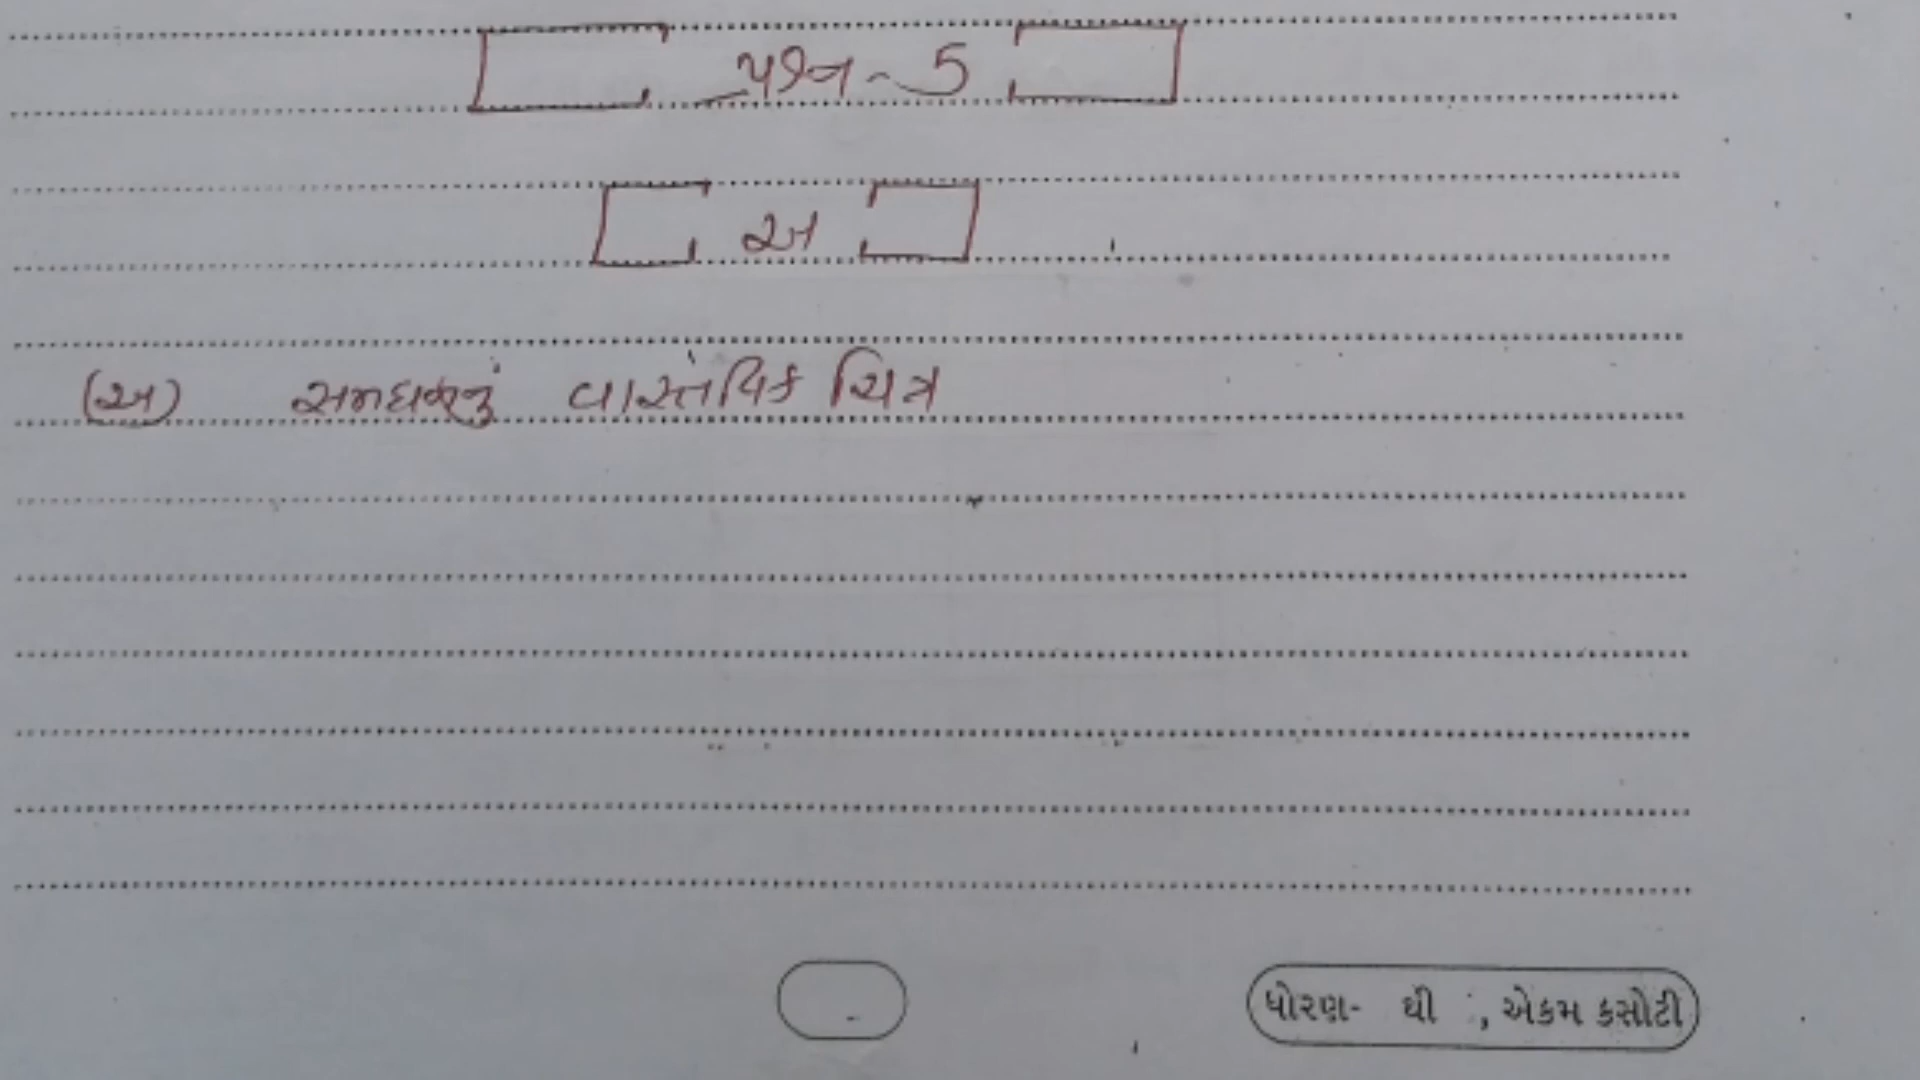 પ્રશ્ન - 5
અ
(અ) સમઘનનું વાસ્તવિક ચિત્ર
ધોરણ- થી , એકમ કસોટી